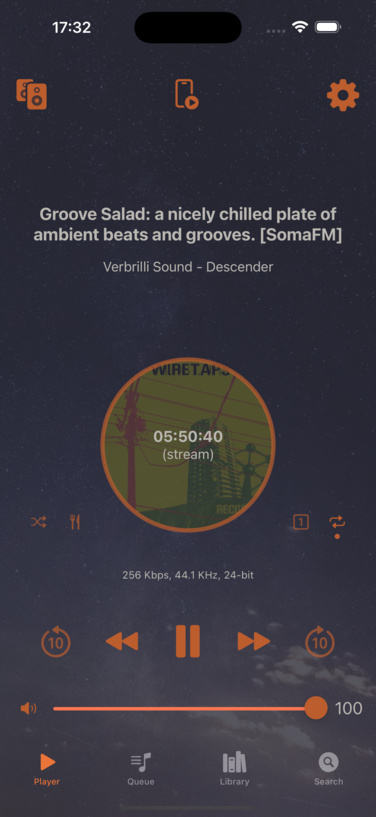 17:32
Groove Salad: a nicely chilled plate of
ambient beats and grooves. [SomaFM]
Verbrilli Sound - Descender
WIRETAPS
05:50:40
(stream)
RECO
1
256 Kbps, 44.1 KHz, 24-bit
10
10
100
Player
Queue
Library
Search